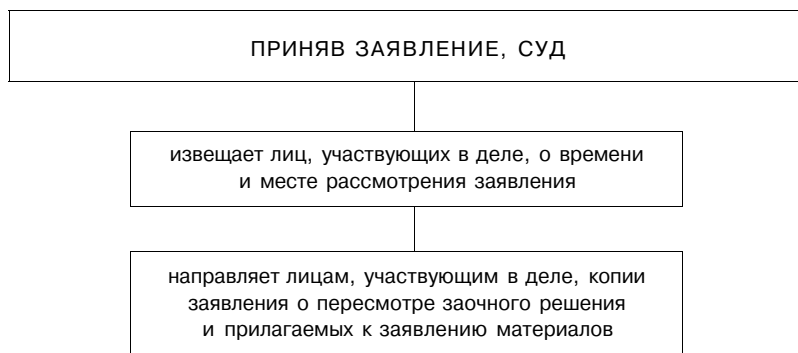 ПРИНЯВ ЗАЯВЛЕНИЕ, СУД
извещает лиц, участвующих в деле, о времени
и месте рассмотрения заявления
направляет лицам, участвующим в деле, копии
заявления о пересмотре заочного решения
и прилагаемых к заявлению материалов